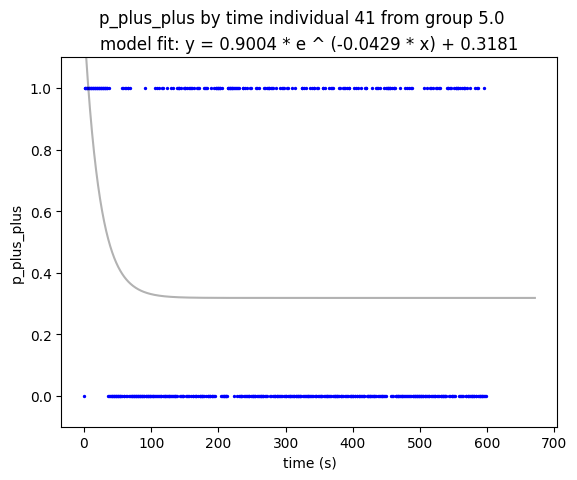 p_plus_plus by time individual 41 from group 5.0
model fit: y = 0.9004 * e ^ (-0.0429 * x) + 0.3181
1.0
0.8
0.6
0.4
0.2
0.0
p_plus_plus
0 100 200 300 400 500 600 700
time (s)